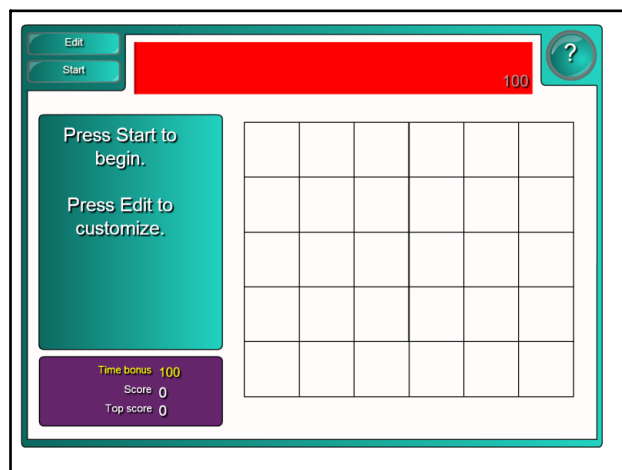 Edit
Start
?
100
Press Start to
begin.
Press Edit to
customize.
Time bonus 100
Score 0
Top score 0